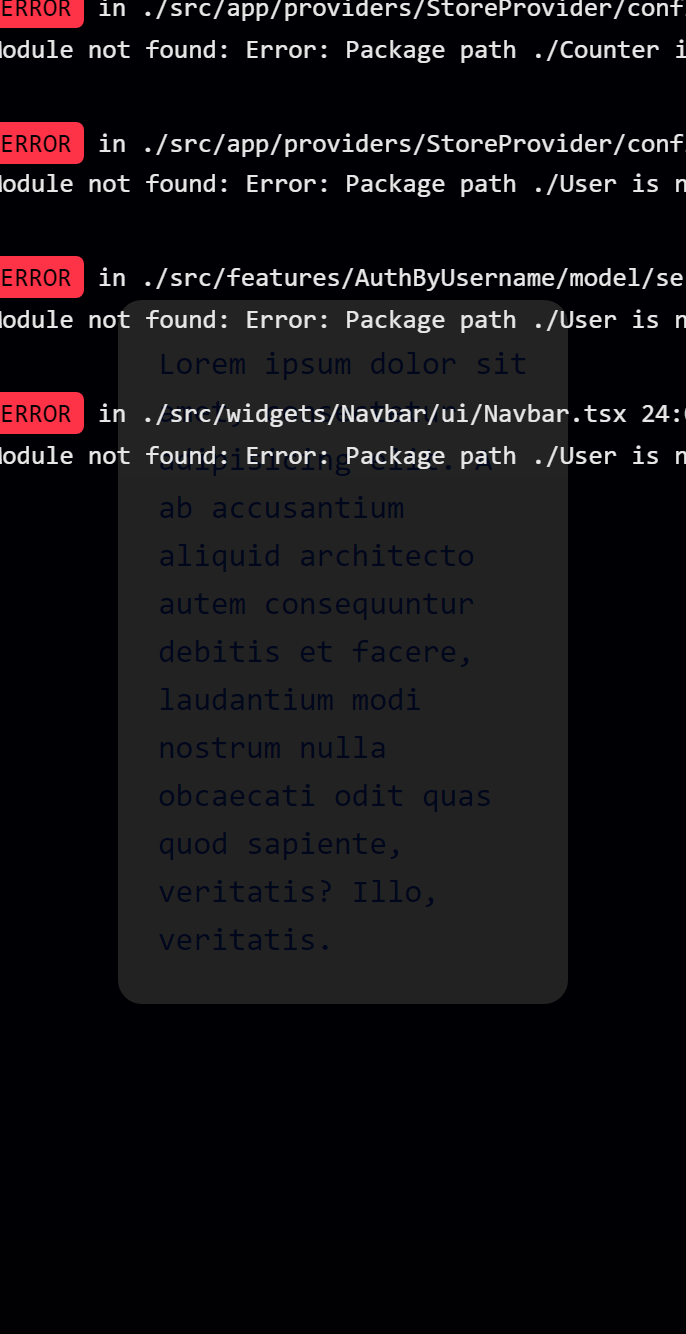 ERROR in ./src/app/providers/StoreProvider/conf
Module not found: Error: Package path ./Counter i
ERROR in ./src/app/providers/StoreProvider/conf
Module not found: Error: Package path ./User is n
ERROR in ./src/features/AuthByUsername/model/se
Module not found: Error: Package path ./User is n
ERROR in ./src/widgets/Navbar/ui/Navbar.tsx 24:
Module not found: Error: Package path ./User is n
Lorem ipsum dolor sit
ab accusantium
aliquid architecto
autem consequuntur
debitis et facere,
laudantium modi
nostrum nulla
obcaecati odit quas
quod sapiente,
veritatis? Illo,
veritatis.